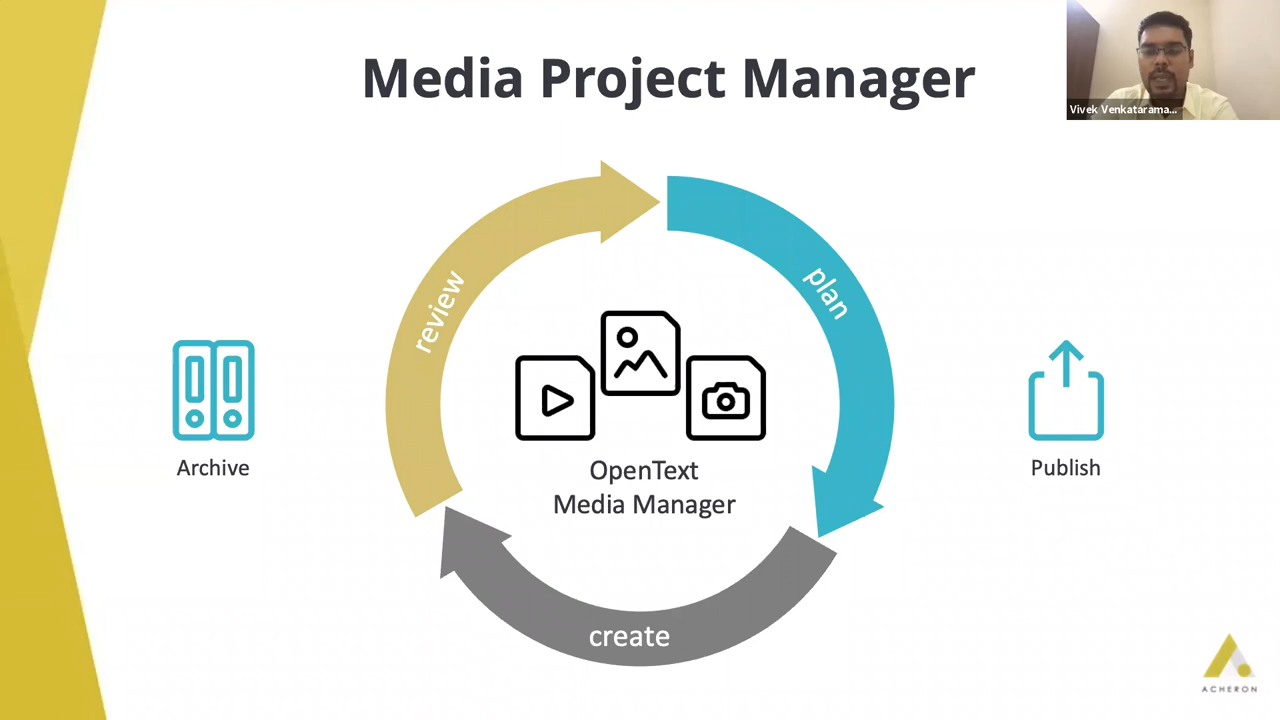 Media Project Manager
Vivek Venkatarama...
review
plan
Archive
OpenText
Media Manager
Publish
create
ACHERON